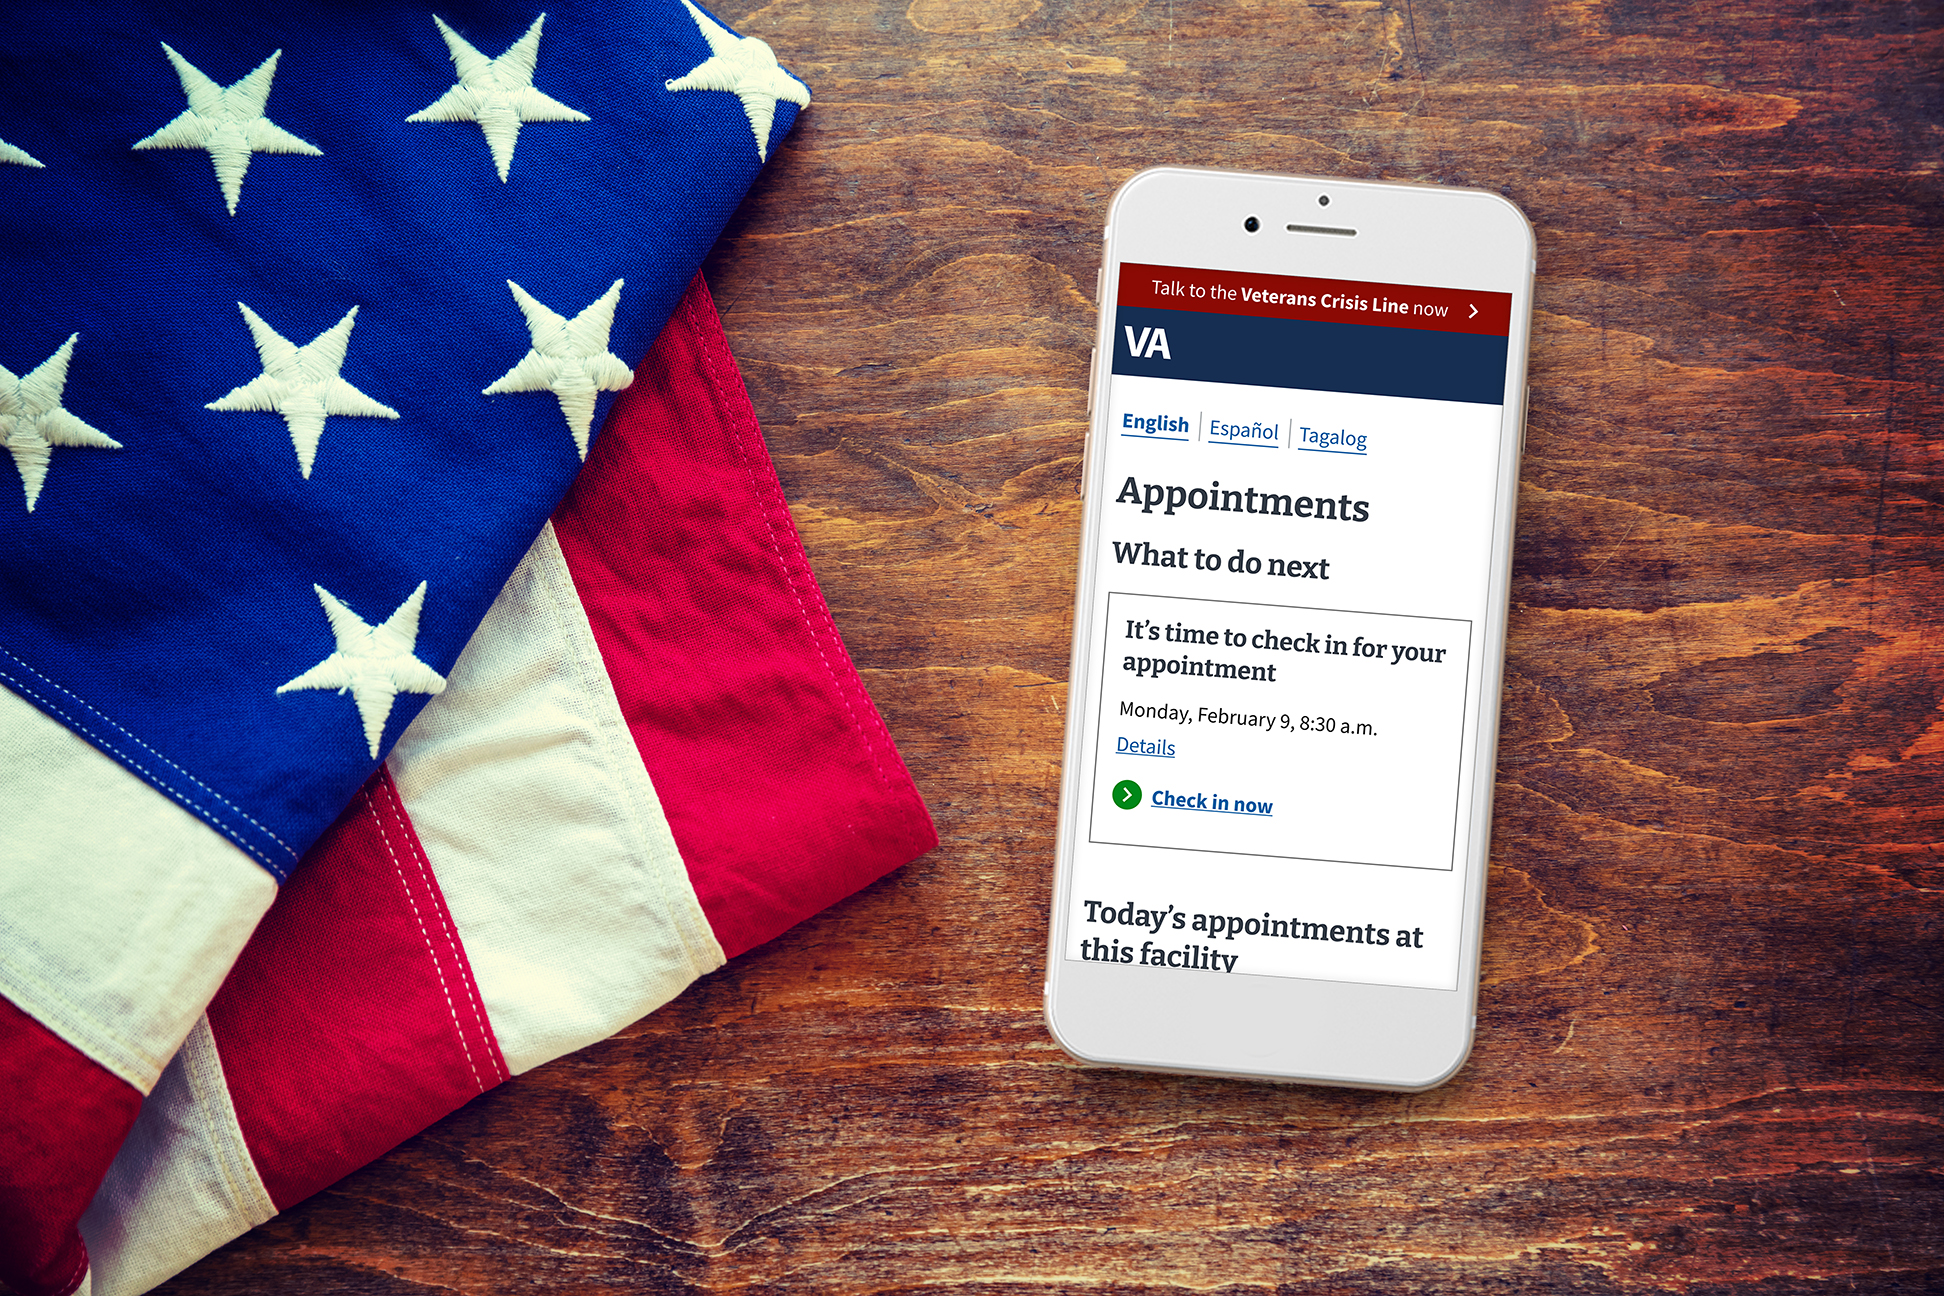 Talk to the Veterans Crisis Line now
VA
English | Español | Tagalog
Appointments
What to do next
It's time to check in for your
appointment
Monday, February 9, 8:30 a.m.
Details
Check in now
Today's appointments at
this facility